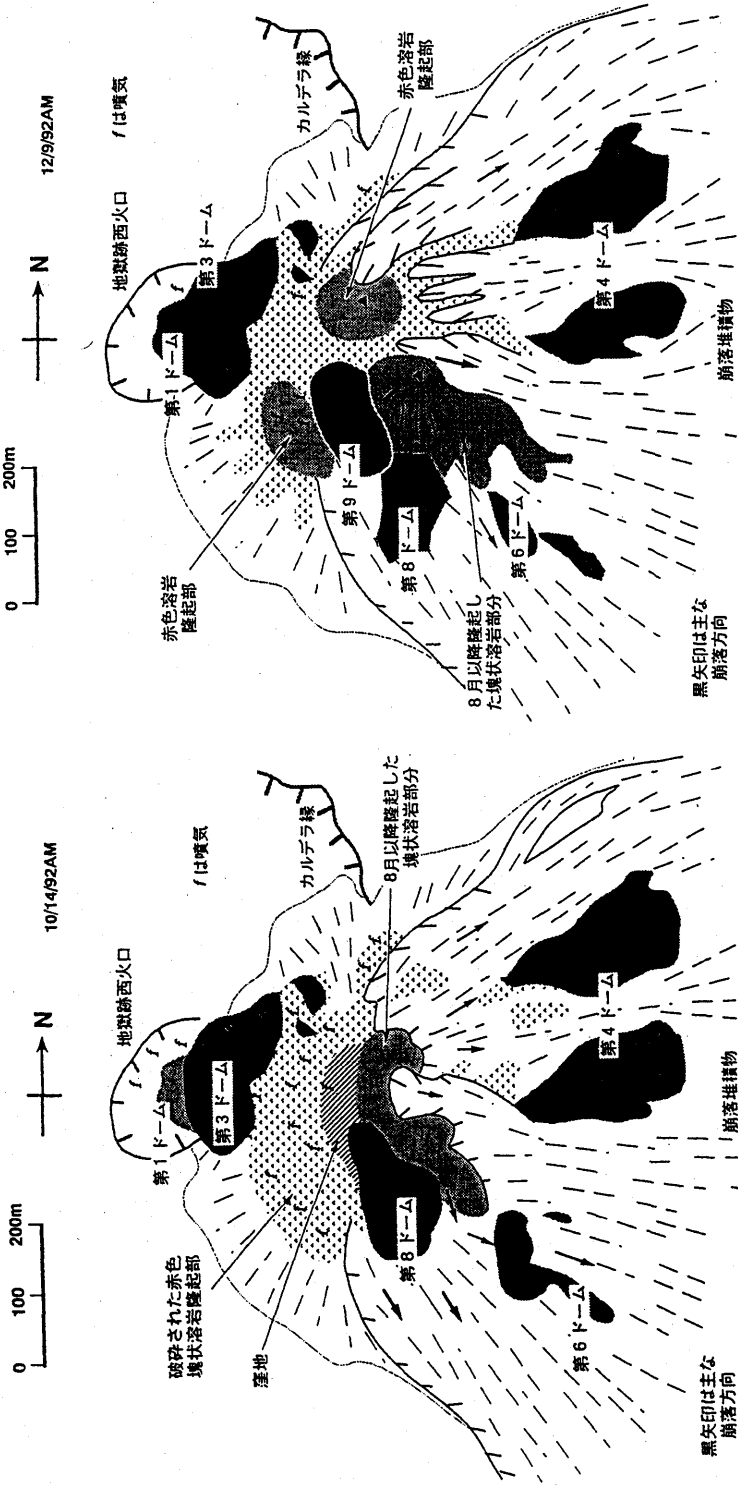 0 100 200m
N
10/14/92AM
地獄跡西火口
fは噴気
第1ドーム
f
f
f
第3ドーム
カルデラ縁
破砕された赤色
塊状溶岩隆起部
窪地
f
f
f
f
f
f
f
f
f
f
8月以降隆起した
塊状溶岩部分
第8ドーム
第6ドーム
第4ドーム
崩落堆積物
黒矢印は主な
崩落方向
0 100 200m
N
12/9/92AM
地獄跡西火口
fは噴気
第1ドーム
f
第3ドーム
カルデラ縁
赤色溶岩
隆起部
赤色溶岩
隆起部
f
f
第9ドーム
第8ドーム
第6ドーム
8月以降隆起し
た塊状溶岩部分
第4ドーム
崩落堆積物
黒矢印は主な
崩落方向